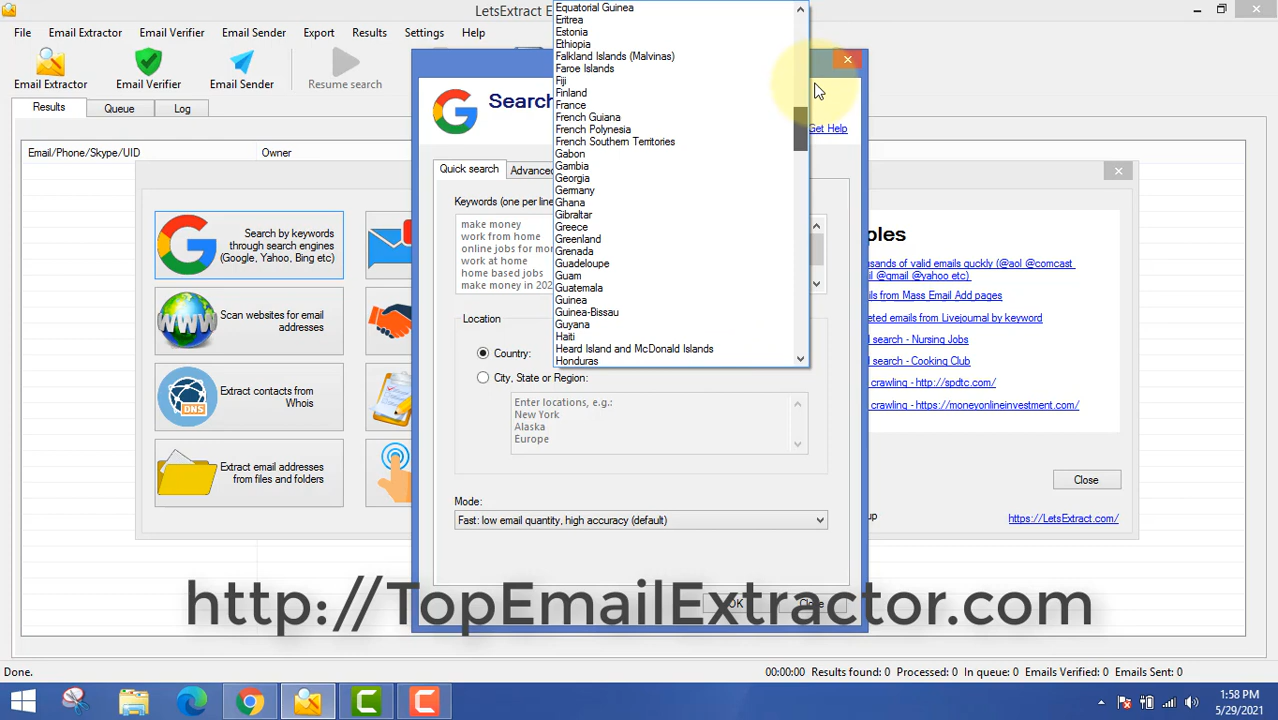 LetsExtract E
File Email Extractor Email Verifier Email Sender Export Results Settings Help
Email Extractor Email Verifier Email Sender Resume search
Results Queue Log
Email/Phone/Skype/UID Owner
Search by keywords
through search engines
(Google, Yahoo, Bing etc)
Scan websites for email
addresses
Extract contacts from
Whois
Extract email addresses
from files and folders
Search
Get Help
Quick search Advanced
Keywords (one per line
make money
work from home
online jobs for mon
work at home
home based jobs
make money in 202
Location
Country:
City, State or Region:
Enter locations, e.g.:
New York
Alaska
Europe
Mode:
Fast: low email quantity, high accuracy (default)
OK Close
Equatorial Guinea
Eritrea
Estonia
Ethiopia
Falkland Islands (Malvinas)
Faroe Islands
Fiji
Finland
France
French Guiana
French Polynesia
French Southern Territories
Gabon
Gambia
Georgia
Germany
Ghana
Gibraltar
Greece
Greenland
Grenada
Guadeloupe
Guam
Guatemala
Guinea
Guinea-Bissau
Guyana
Haiti
Heard Island and McDonald Islands
Honduras
ples
usands of valid emails quckly (@aol @comcast
il @gmail @yahoo etc)
ils from Mass Email Add pages
eted emails from Livejournal by keyword
d search - Nursing Jobs
d search - Cooking Club
crawling - http://spdtc.com/
crawling - https://moneyonlineinvestment.com/
Close
up https://LetsExtract.com/
http://TopEmailExtractor.com
Done. 00:00:00 Results found: 0 Processed: 0 In queue: 0 Emails Verified: 0 Emails Sent: 0
1:58 PM
5/29/2021